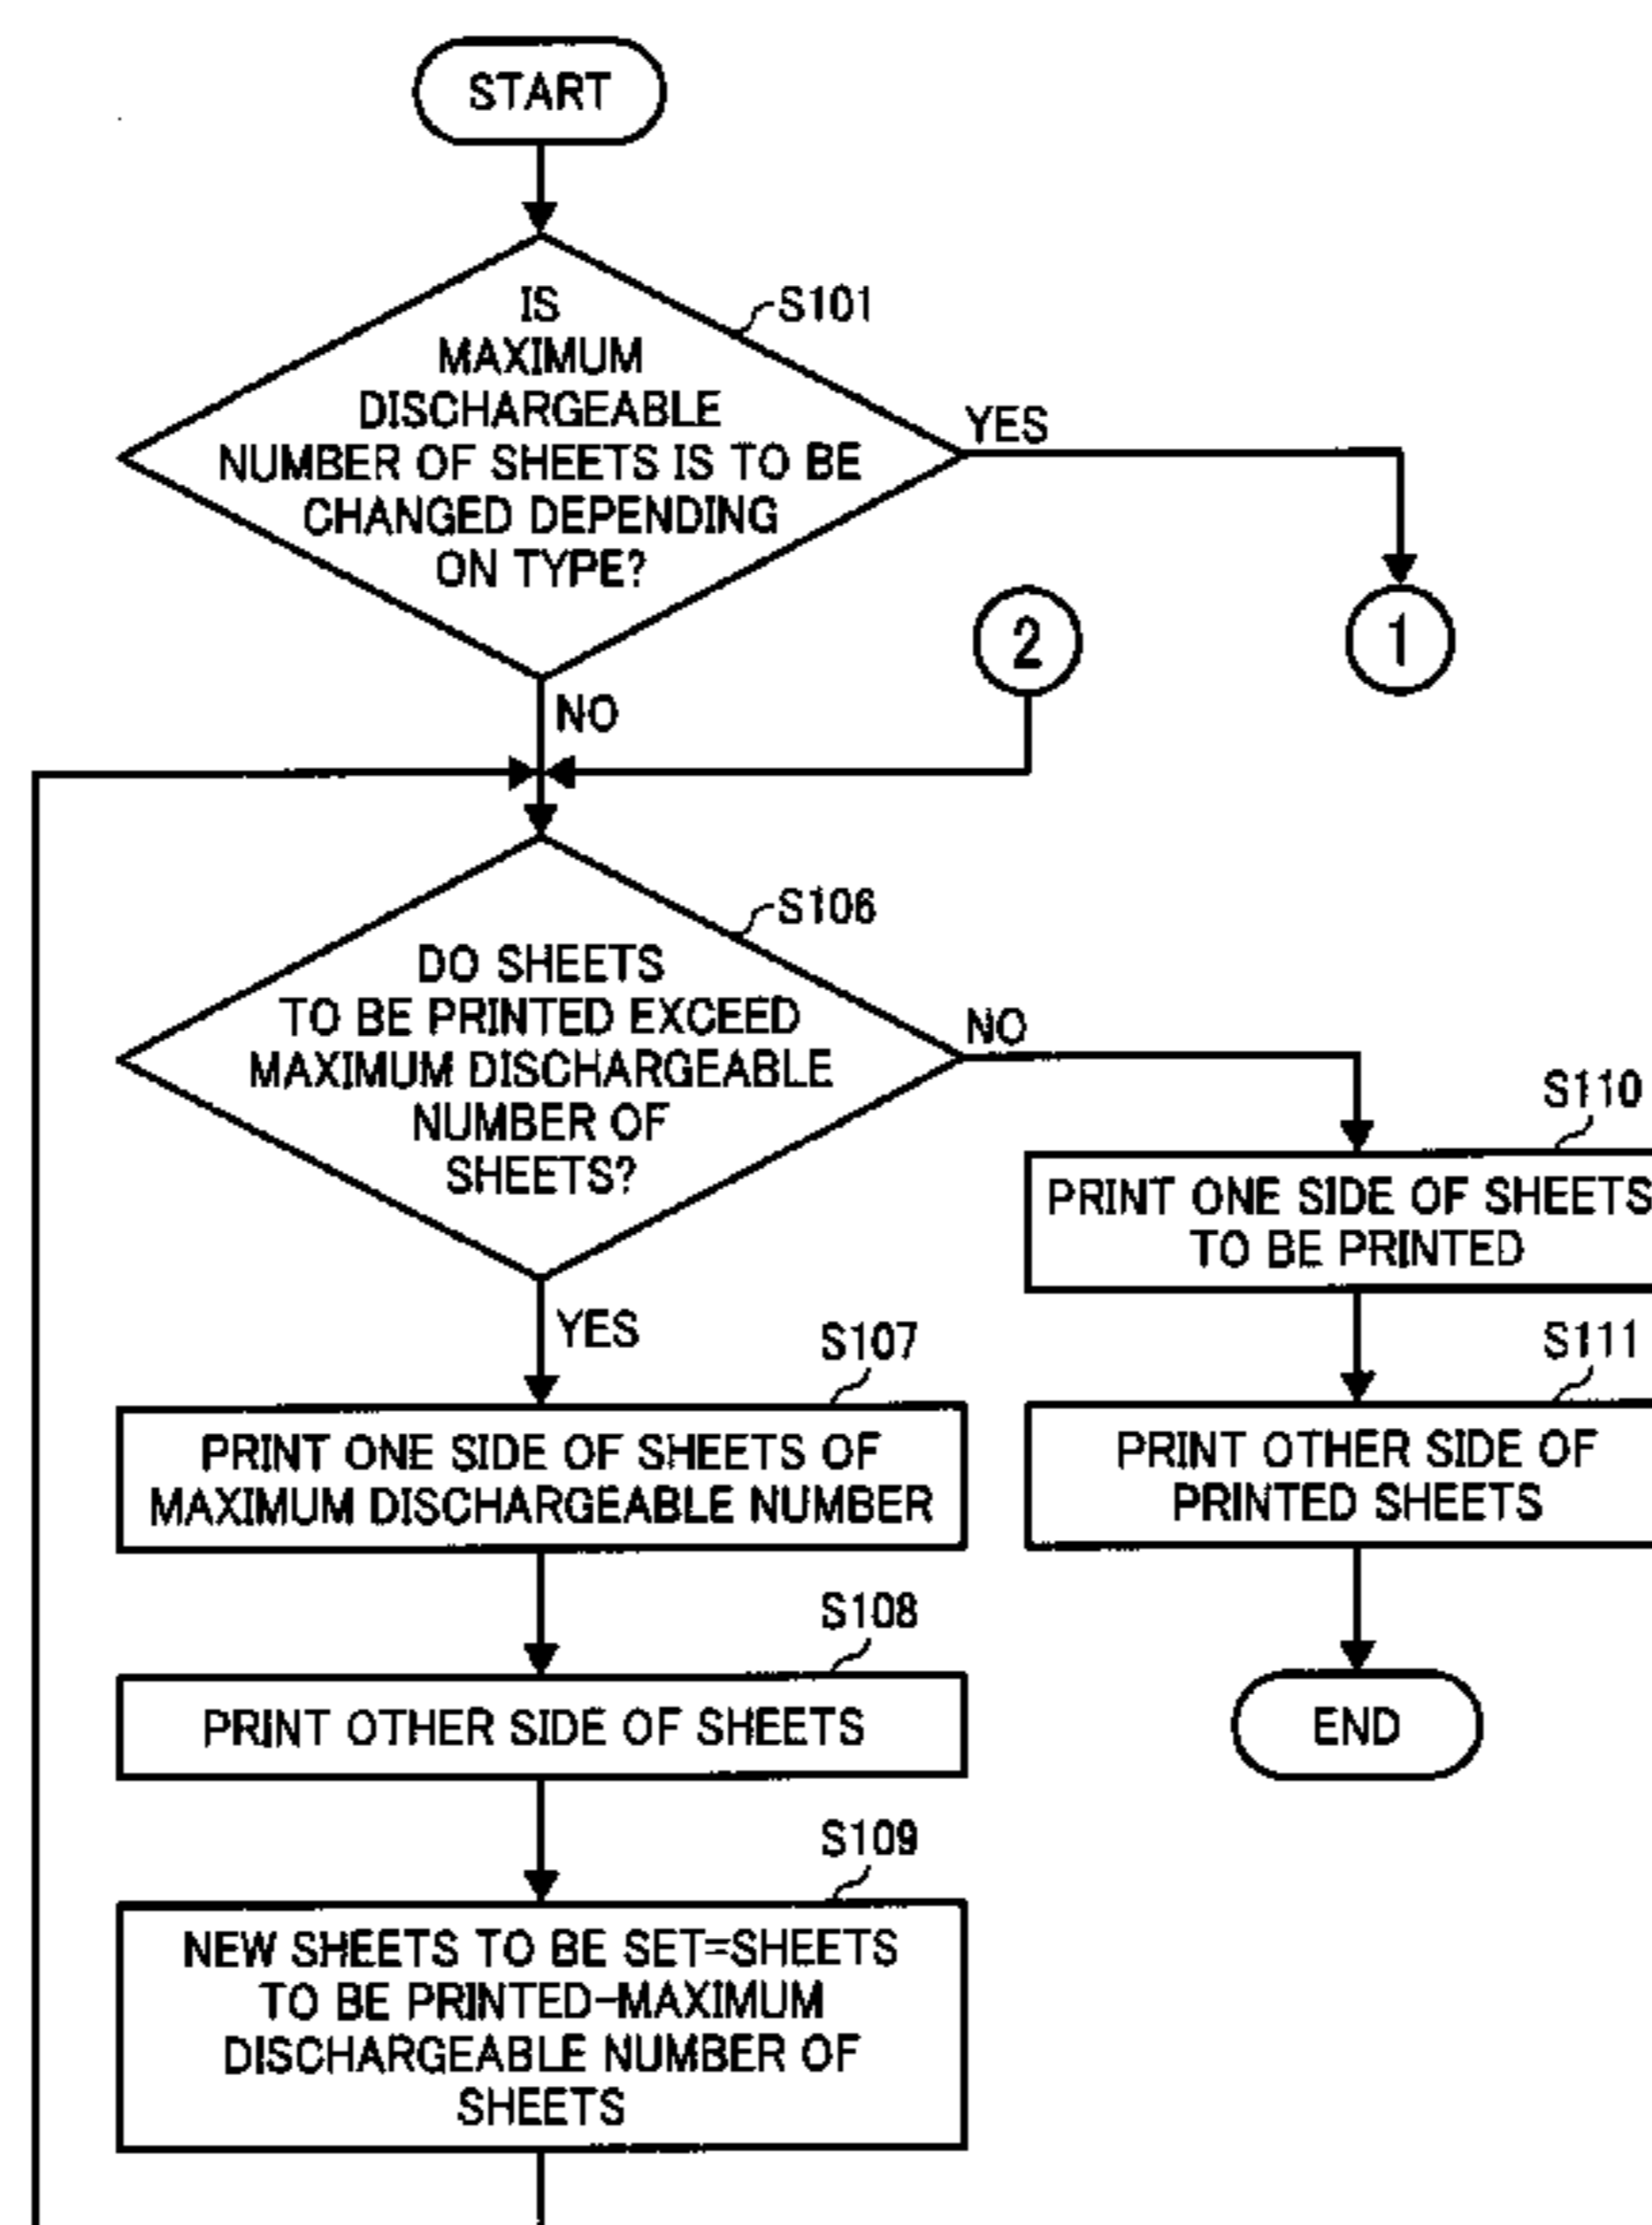 START
S101
IS
MAXIMUM
DISCHARGEABLE
NUMBER OF SHEETS IS TO BE
CHANGED DEPENDING
ON TYPE?
YES
1
2
NO
S106
DO SHEETS
TO BE PRINTED EXCEED
MAXIMUM DISCHARGEABLE
NUMBER OF
SHEETS?
NO
S110
PRINT ONE SIDE OF SHEETS
TO BE PRINTED
YES
S107
PRINT ONE SIDE OF SHEETS OF
MAXIMUM DISCHARGEABLE NUMBER
S111
PRINT OTHER SIDE OF
PRINTED SHEETS
S108
PRINT OTHER SIDE OF SHEETS
END
S109
NEW SHEETS TO BE SET=SHEETS
TO BE PRINTED-MAXIMUM
DISCHARGEABLE NUMBER OF
SHEETS